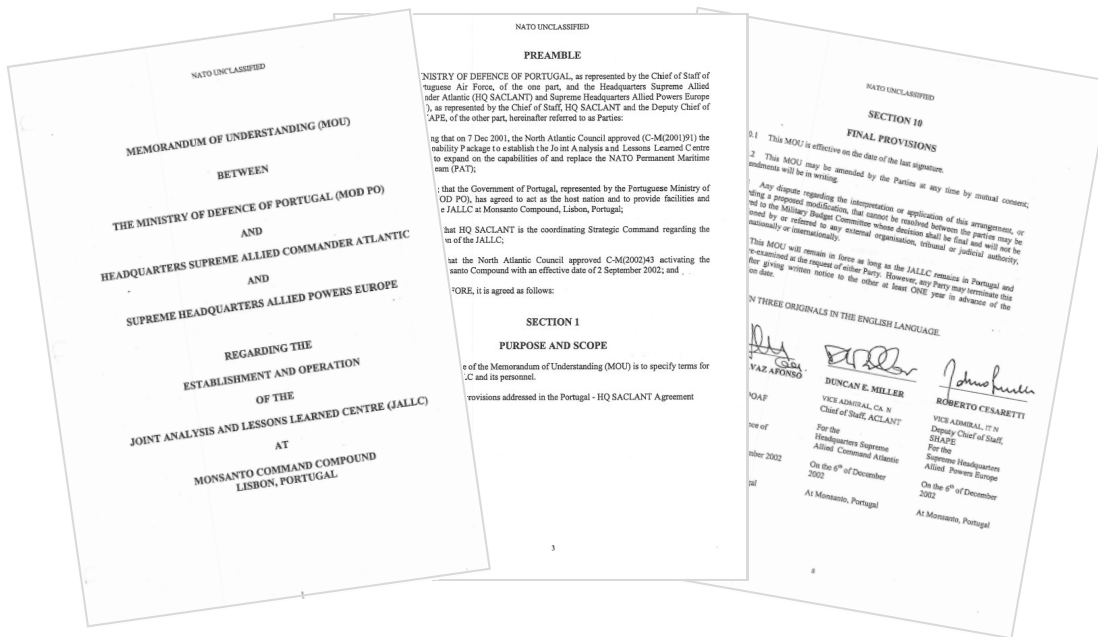 NATO UNCLASSIFIED
MEMORANDUM OF UNDERSTANDING (MOU)
BETWEEN
THE MINISTRY OF DEFENCE OF PORTUGAL (MOD PO)
AND
HEADQUARTERS SUPREME ALLIED COMMANDER ATLANTIC
AND
SUPREME HEADQUARTERS ALLIED POWERS EUROPE
REGARDING THE
ESTABLISHMENT AND OPERATION
OF THE
JOINT ANALYSIS AND LESSONS LEARNED CENTRE (JALLC)
AT
MONSANTO COMMAND COMPOUND
LISBON, PORTUGAL
NATO UNCLASSIFIED
PREAMBLE
NISTRY OF DEFENCE OF PORTUGAL, as represented by the Chief of Staff of
tuguese Air Force, of the one part, and the Headquarters Supreme Allied
nder Atlantic (HQ SACLANT) and Supreme Headquarters Allied Powers Europe
), as represented by the Chief of Staff, HQ SACLANT and the Deputy Chief of
APE, of the other part, hereinafter referred to as Parties:
ng that on 7 Dec 2001, the North Atlantic Council approved (C-M(2001)91) the
pability Package to establish the Joint Analysis and Lessons Learned Centre
to expand on the capabilities of and replace the NATO Permanent Maritime
eam (PAT);
; that the Government of Portugal, represented by the Portuguese Ministry of
OD PO), has agreed to act as the host nation and to provide facilities and
e JALLC at Monsanto Compound, Lisbon, Portugal;
hat HQ SACLANT is the coordinating Strategic Command regarding the
n of the JALLC;
hat the North Atlantic Council approved C-M(2002)43 activating the
santo Compound with an effective date of 2 September 2002; and
FORE, it is agreed as follows:
SECTION 1
PURPOSE AND SCOPE
e of the Memorandum of Understanding (MOU) is to specify terms for
LC and its personnel.
rovisions addressed in the Portugal - HQ SACLANT Agreement
3
NATO UNCLASSIFIED
SECTION 10
FINAL PROVISIONS
0.1 This MOU is effective on the date of the last signature.
.2 This MOU may be amended by the Parties at any time by mutual consent;
endments will be in writing.
Any dispute regarding the interpretation or application of this arrangement, or
ding a proposed modification, that cannot be resolved between the parties may be
red to the Military Budget Committee whose decision shall be final and will not be
ioned by or referred to any external organisation, tribunal or judicial authority,
nationally or internationally.
This MOU will remain in force as long as the JALLC remains in Portugal and
re-examined at the request of either Party. However, any Party may terminate this
fter giving written notice to the other at least ONE year in advance of the
on date.
N THREE ORIGINALS IN THE ENGLISH LANGUAGE.
VAZ AFONSO
POAF
nce of
mber 2002
gal
DUNCAN E. MILLER
VICE ADMIRAL, CA N
Chief of Staff, ACLANT
For the
Headquarters Supreme
Allied Command Atlantic
On the 6th of December
2002
At Monsanto, Portugal
ROBERTO CESARETTI
VICE ADMIRAL, IT N
Deputy Chief of Staff,
SHAPE
For the
Supreme Headquarters
Allied Powers Europe
On the 6th of December
2002
At Monsanto, Portugal
8